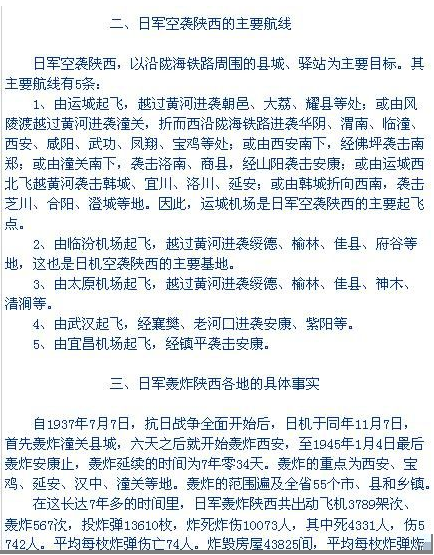 二、日军空袭陕西的主要航线
日军空袭陕西，以沿陇海铁路周围的县城、驿站为主要目标。其
主要航线有5条：
1、由运城起飞，越过黄河进袭朝邑、大荔、耀县等处；或由风
陵渡越过黄河进袭潼关，折而西沿陇海铁路进袭华阴、渭南、临潼、
西安、咸阳、武功、凤翔、宝鸡等处；或由西安南下，经佛坪袭击南
郑；或由潼关南下，袭击洛南、商县，经山阳袭击安康；或由运城西
北飞越黄河袭击韩城、宜川、洛川、延安；或由韩城折向西南，袭击
芝川、合阳、澄城等地。因此，运城机场是日军空袭陕西的主要起飞
点。
2、由临汾机场起飞，越过黄河进袭绥德、榆林、佳县、府谷等
地，这也是日机空袭陕西的主要基地。
3、由太原机场起飞，越过黄河进袭绥德、榆林、佳县、神木、
清涧等。
4、由武汉起飞，经襄樊、老河口进袭安康、紫阳等。
5、由宜昌机场起飞，经镇平袭击安康。
三、日军轰炸陕西各地的具体事实
自1937年7月7日，抗日战争全面开始后，日机于同年11月7日，
首先轰炸潼关县城，六天之后就开始轰炸西安，至1945年1月4日最后
轰炸安康止，轰炸延续的时间为7年零34天。轰炸的重点为西安、宝
鸡、延安、汉中、潼关等地。轰炸的范围遍及全省55个市、县和乡镇。
在这长达7年多的时间里，日军轰炸陕西共出动飞机3789架次、
轰炸567次，投炸弹13610枚，炸死炸伤10073人，其中死4331人，伤5
742人。平均每枚炸弹伤亡74人。炸毁房屋43825间，平均每枚炸弹炸